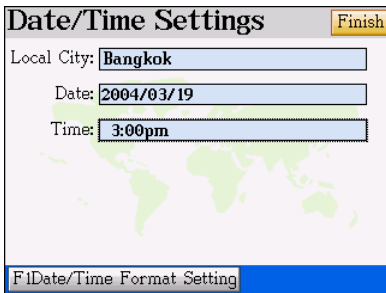 Date/Time Settings
Finish
Local City: Bangkok
Date: 2004/03/19
Time: 3:00pm
F1Date/Time Format Setting